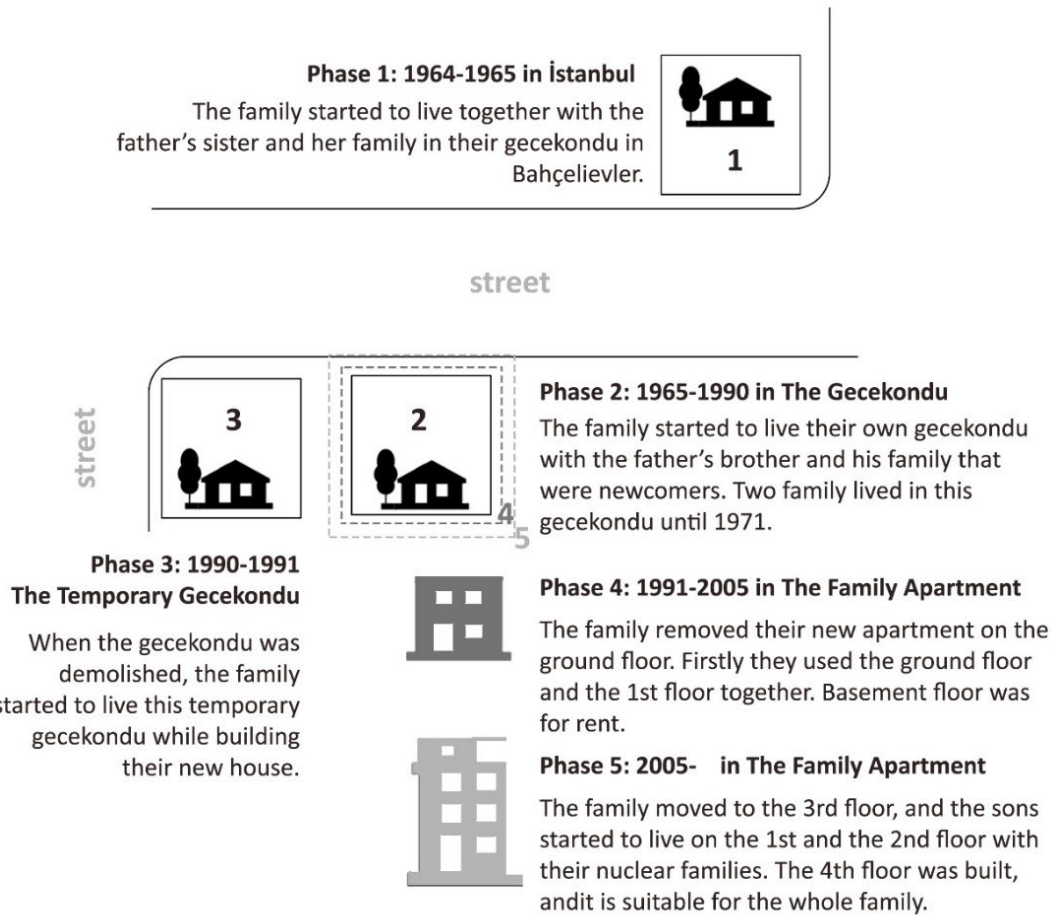 Phase 1: 1964-1965 in İstanbul
The family started to live together with the
father's sister and her family in their gecekondu in
Bahçelievler.
1
street
street
3
2
4
5
Phase 2: 1965-1990 in The Gecekondu
The family started to live their own gecekondu
with the father's brother and his family that
were newcomers. Two family lived in this
gecekondu until 1971.
Phase 3: 1990-1991
The Temporary Gecekondu
When the gecekondu was
demolished, the family
started to live this temporary
gecekondu while building
their new house.
Phase 4: 1991-2005 in The Family Apartment
The family removed their new apartment on the
ground floor. Firstly they used the ground floor
and the 1st floor together. Basement floor was
for rent.
Phase 5: 2005-   in The Family Apartment
The family moved to the 3rd floor, and the sons
started to live on the 1st and the 2nd floor with
their nuclear families. The 4th floor was built,
andit is suitable for the whole family.